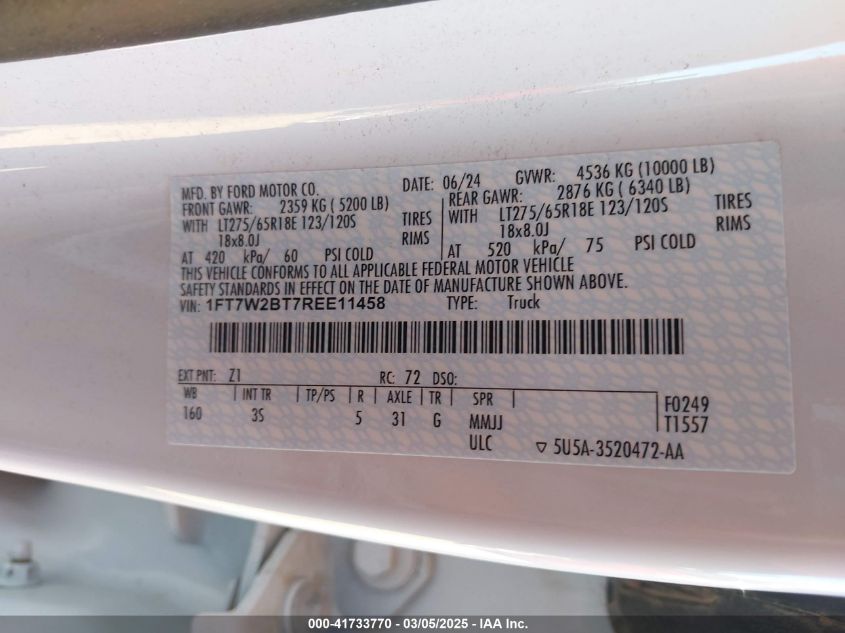 MFD. BY FORD MOTOR CO. DATE: 06/24 GVWR: 4536 KG (10000 LB)
FRONT GAWR: 2359 KG ( 5200 LB) REAR GAWR: 2876 KG ( 6340 LB)
WITH LT275/65R18E 123/120S TIRES WITH LT275/65R18E 123/120S TIRES
18x8.0J RIMS 18x8.0J RIMS
AT 420 kPa/ 60 PSI COLD AT 520 kPa/ 75 PSI COLD
THIS VEHICLE CONFORMS TO ALL APPLICABLE FEDERAL MOTOR VEHICLE
SAFETY STANDARDS IN EFFECT ON THE DATE OF MANUFACTURE SHOWN ABOVE.
VIN: 1FT7W2BT7REE11458 TYPE: Truck
EXT PNT: Z1 RC: 72 DSO:
WB INT TR TP/PS R AXLE TR SPR F0249
160 3S 5 31 G MMJJ T1557
ULC ▽ 5U5A-3520472-AA
000-41733770 - 03/05/2025 - IAA Inc.